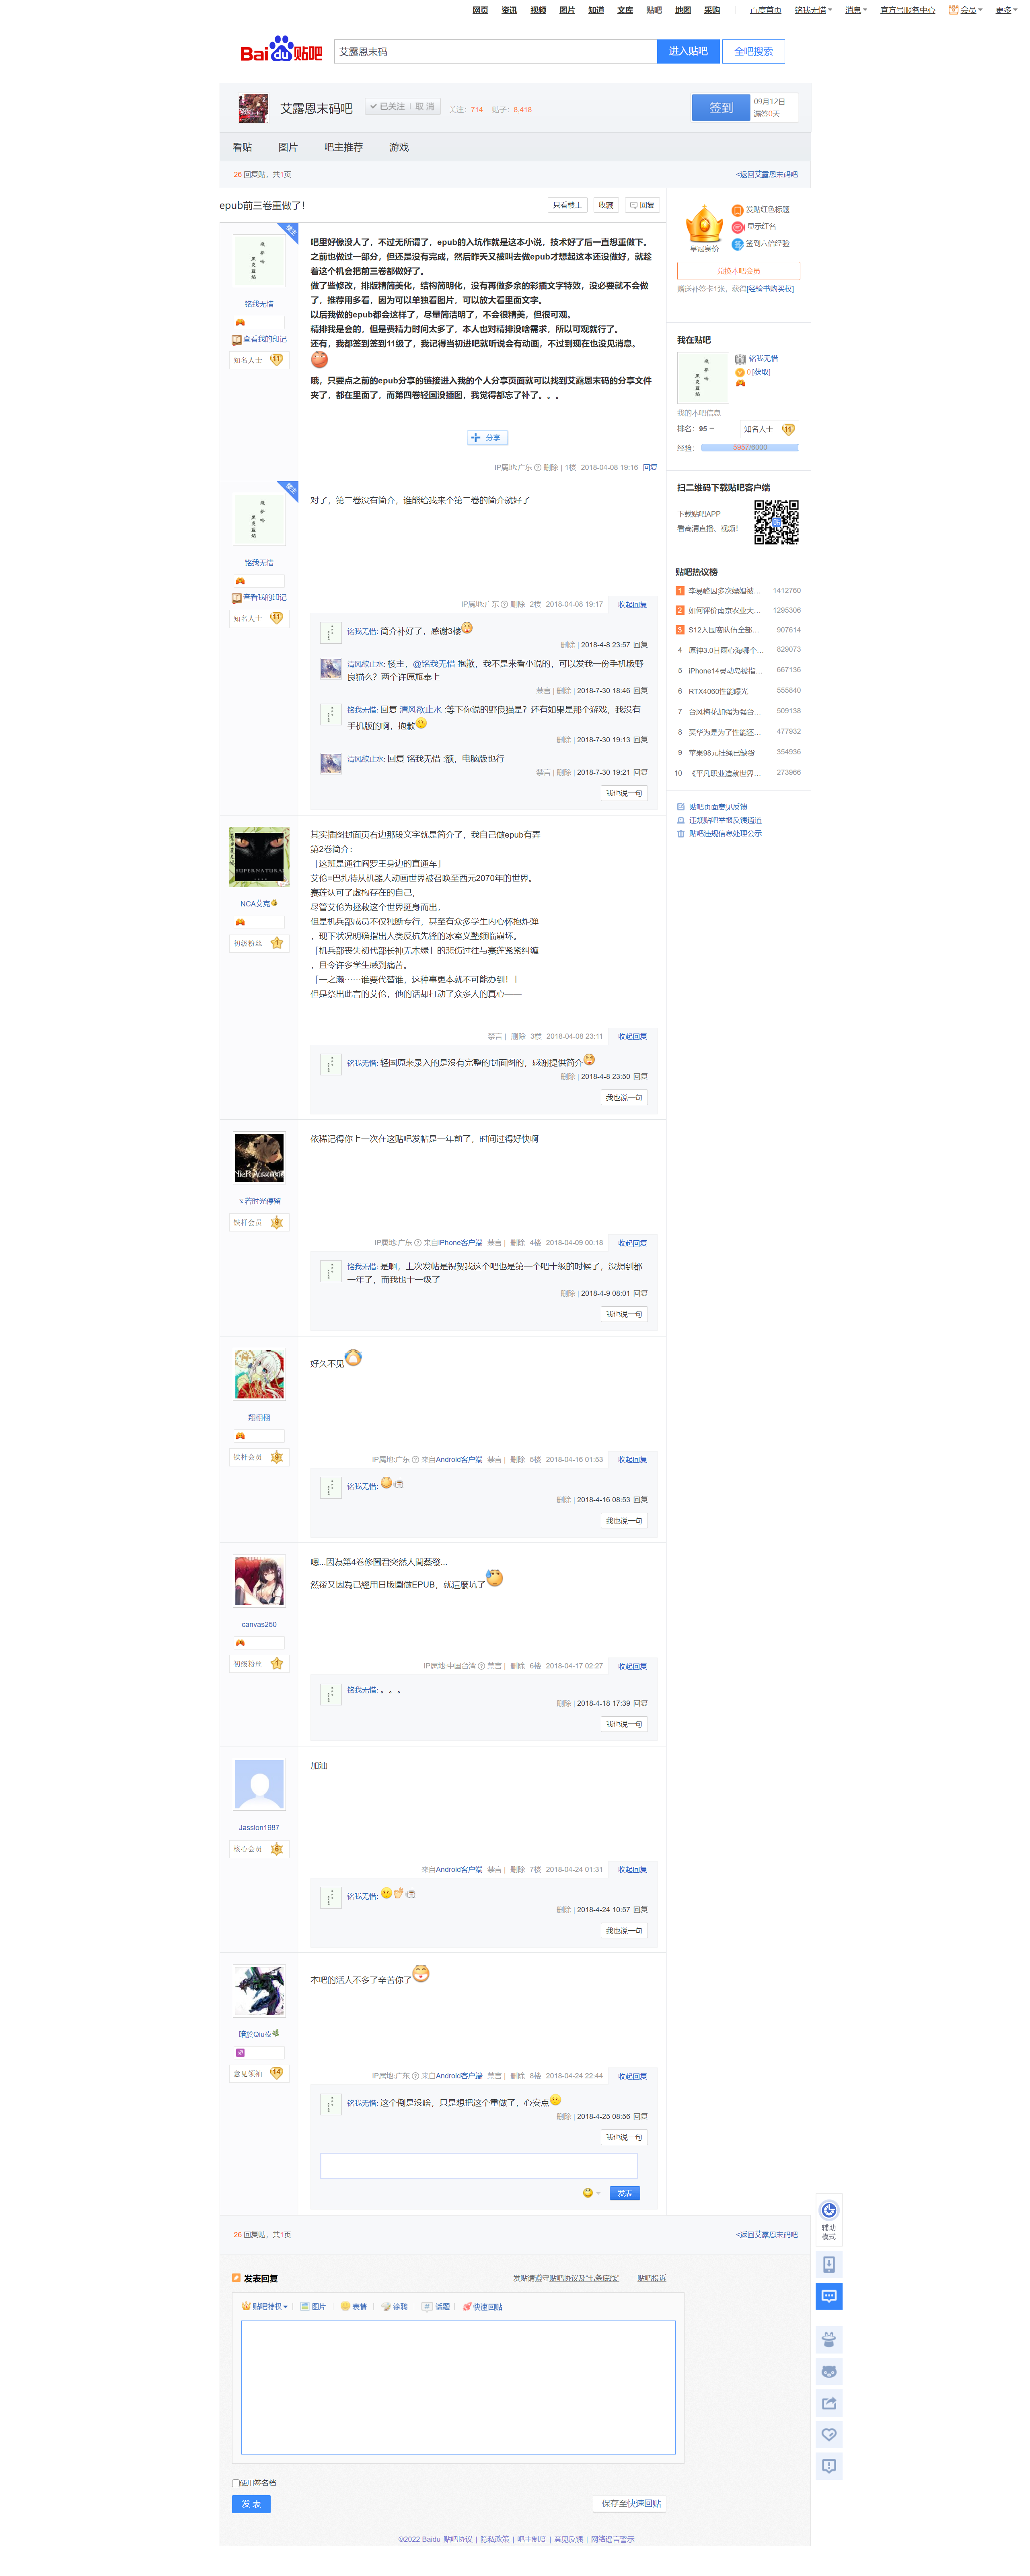 网页 资讯 视频 图片 知道 文库 贴吧 地图 采购 百度首页 铭我无惜 消息 官方号服务中心 会员 更多
Baidu贴吧
艾露恩末码 进入贴吧 全吧搜索
艾露恩末码吧 已关注 | 取消 关注：714 贴子：8,418
签到 09月12日
漏签0天
看贴 图片 吧主推荐 游戏
26 回复贴，共1页 <返回艾露恩末码吧
epub前三卷重做了！ 只看楼主 收藏 回复
楼主
铭我无惜
查看我的印记
知名人士 11
吧里好像没人了，不过无所谓了，epub的入坑作就是这本小说，技术好了后一直想重做下。
之前也做过一部分，但还是没有完成，然后昨天又被叫去做epub才想起这本还没做好，就趁
着这个机会把前三卷都做好了。
做了些修改，排版精简美化，结构简明化，没有再做多余的彩插文字特效，没必要就不会做
了，推荐用多看，因为可以单独看图片，可以放大看里面文字。
以后我做的epub都会这样了，尽量简洁明了，不会很精美，但很可观。
精排我是会的，但是费精力时间太多了，本人也对精排没啥需求，所以可观就行了。
还有，我都签到签到11级了，我记得当初进吧就听说会有动画，不过到现在也没见消息。
哦，只要点之前的epub分享的链接进入我的个人分享页面就可以找到艾露恩末码的分享文件
夹了，都在里面了，而第四卷轻国没插图，我觉得都忘了补了。。。
分享
IP属地:广东 删除 | 1楼 2018-04-08 19:16 回复
楼主
铭我无惜
查看我的印记
知名人士 11
对了，第二卷没有简介，谁能给我来个第二卷的简介就好了
IP属地:广东 删除 2楼 2018-04-08 19:17 收起回复
铭我无惜: 简介补好了，感谢3楼
删除 | 2018-4-8 23:57 回复
清风欲止水: 楼主，@铭我无惜 抱歉，我不是来看小说的，可以发我一份手机版野
良猫么？两个许愿瓶奉上
禁言 | 删除 | 2018-7-30 18:46 回复
铭我无惜: 回复 清风欲止水 :等下你说的野良猫是？还有如果是那个游戏，我没有
手机版的啊，抱歉
删除 | 2018-7-30 19:13 回复
清风欲止水: 回复 铭我无惜 :额，电脑版也行
禁言 | 删除 | 2018-7-30 19:21 回复
我也说一句
SUPERNATURAL
NCA艾克
初级粉丝 1
其实插图封面页右边那段文字就是简介了，我自己做epub有弄
第2卷简介：
「这班是通往阎罗王身边的直通车」
艾伦=巴扎特从机器人动画世界被召唤至西元2070年的世界。
赛莲认可了虚构存在的自己，
尽管艾伦为拯救这个世界挺身而出，
但是机兵部成员不仅独断专行，甚至有众多学生内心怀抱炸弹
，现下状况明确指出人类反抗先锋的冰室义塾频临崩坏。
「机兵部丧失初代部长神无木绿」的悲伤过往与赛莲紧紧纠缠
，且令许多学生感到痛苦。
「一之濑……谁要代替谁，这种事更本就不可能办到！」
但是祭出此言的艾伦，他的话却打动了众多人的真心——
禁言 | 删除 3楼 2018-04-08 23:11 收起回复
铭我无惜: 轻国原来录入的是没有完整的封面图的，感谢提供简介
删除 | 2018-4-8 23:50 回复
我也说一句
若时光停留
铁杆会员
依稀记得你上一次在这贴吧发帖是一年前了，时间过得好快啊
IP属地:广东 来自iPhone客户端 禁言 | 删除 4楼 2018-04-09 00:18 收起回复
铭我无惜: 是啊，上次发帖是祝贺我这个吧也是第一个吧十级的时候了，没想到都
一年了，而我也十一级了
删除 | 2018-4-9 08:01 回复
我也说一句
翔栩栩
铁杆会员
好久不见
IP属地:广东 来自Android客户端 禁言 | 删除 5楼 2018-04-16 01:53 收起回复
铭我无惜:
删除 | 2018-4-16 08:53 回复
我也说一句
canvas250
初级粉丝 1
嗯...因為第4卷修圖君突然人間蒸發...
然後又因為已經用日版圖做EPUB，就這麼坑了
IP属地:中国台湾 禁言 | 删除 6楼 2018-04-17 02:27 收起回复
铭我无惜: 。。。
删除 | 2018-4-18 17:39 回复
我也说一句
Jassion1987
核心会员 6
加油
来自Android客户端 禁言 | 删除 7楼 2018-04-24 01:31 收起回复
铭我无惜:
删除 | 2018-4-24 10:57 回复
我也说一句
暗於Qiu夜
意见领袖 14
本吧的活人不多了辛苦你了
IP属地:广东 来自Android客户端 禁言 | 删除 8楼 2018-04-24 22:44 收起回复
铭我无惜: 这个倒是没啥，只是想把这个重做了，心安点
删除 | 2018-4-25 08:56 回复
我也说一句
发表
26 回复贴，共1页 <返回艾露恩末码吧
发表回复 发贴请遵守贴吧协议及“七条底线” 贴吧投诉
贴吧特权 图片 表情 涂鸦 话题 快速回贴
使用签名档
发表 保存至快速回贴
©2022 Baidu 贴吧协议 | 隐私政策 | 吧主制度 | 意见反馈 | 网络谣言警示
皇冠身份
发贴红色标题
显示红名
签到六倍经验
兑换本吧会员
赠送补签卡1张，获得[经验书购买权]
我在贴吧
铭我无惜
0 [获取]
我的本吧信息
排名：95 知名人士 11
经验：5867/6000
扫二维码下载贴吧客户端
下载贴吧APP
看高清直播、视频！
贴吧热议榜
1 李易峰因多次嫖娼被... 1412760
2 如何评价南京农业大... 1295306
3 S12入围赛队伍全部... 907614
4 原神3.0甘雨心海哪个... 829073
5 iPhone14灵动岛被指... 667136
6 RTX4060性能曝光 555840
7 台风梅花加强为强台... 509138
8 买华为是为了性能还... 477932
9 苹果98元挂绳已缺货 354936
10 《平凡职业造就世界... 273966
贴吧页面意见反馈
违规贴吧举报反馈通道
贴吧违规信息处理公示
辅助
模式